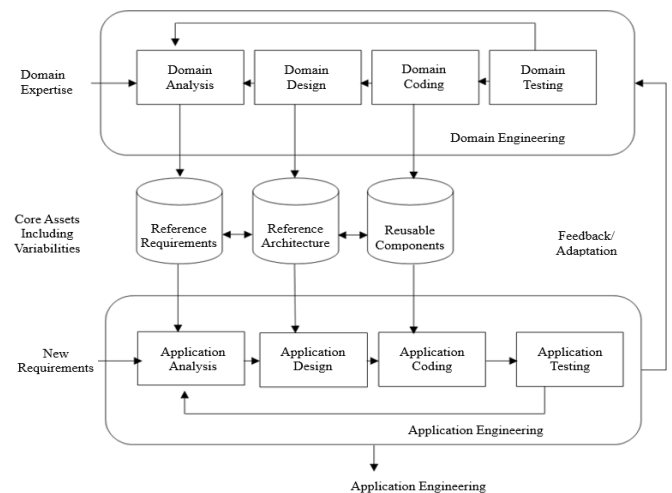 Domain
Expertise
Domain
Analysis
Domain
Design
Domain
Coding
Domain
Testing
Domain Engineering
Core Assets
Including
Variabilities
Reference
Requirements
Reference
Architecture
Reusable
Components
Feedback/
Adaptation
New
Requirements
Application
Analysis
Application
Design
Application
Coding
Application
Testing
Application Engineering
Application Engineering